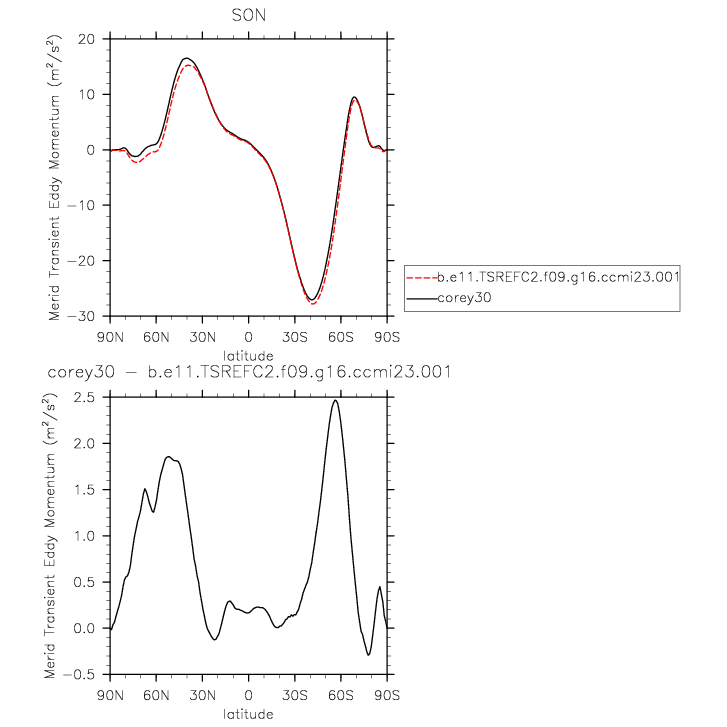 SON
Merid Transient Eddy Momentum (m²/s²)
20
10
0
−10
−20
−30
90N 60N 30N 0 30S 60S 90S
latitude
b.e11.TSREFC2.f09.g16.ccmi23.001
corey30
corey30 − b.e11.TSREFC2.f09.g16.ccmi23.001
Merid Transient Eddy Momentum (m²/s²)
2.5
2.0
1.5
1.0
0.5
0.0
−0.5
90N 60N 30N 0 30S 60S 90S
latitude